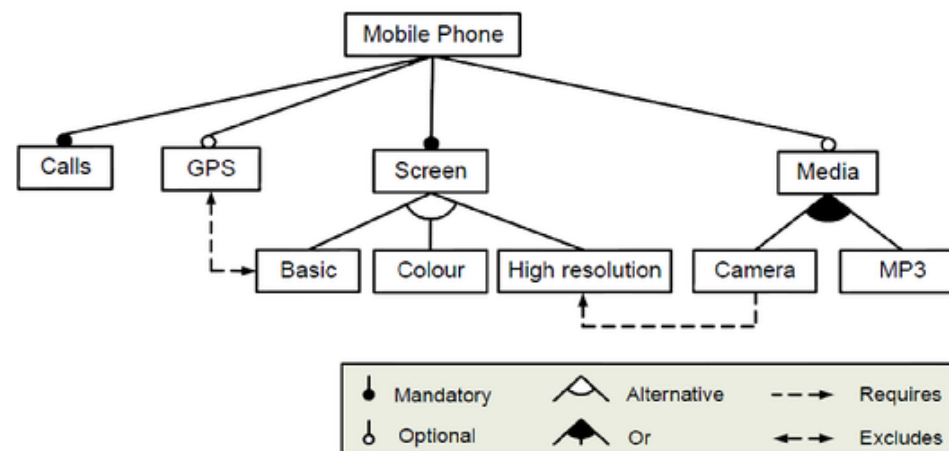 Mobile Phone
Calls
GPS
Screen
Media
Basic
Colour
High resolution
Camera
MP3
Mandatory
Alternative
Requires
Optional
Or
Excludes